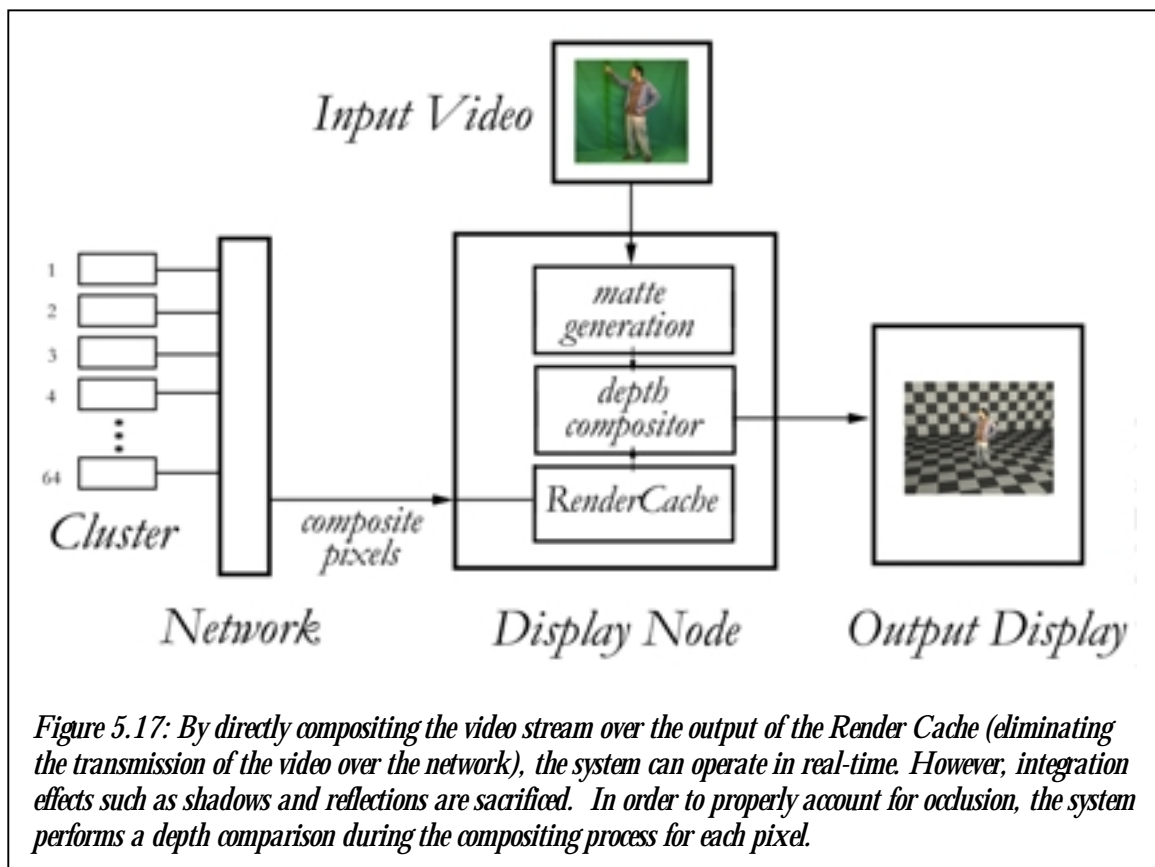 Input Video
1
2
3
4
64
Cluster
Network
composite
pixels
matte
generation
depth
compositor
RenderCache
Display Node
Output Display
Figure 5.17: By directly compositing the video stream over the output of the Render Cache (eliminating
the transmission of the video over the network), the system can operate in real-time. However, integration
effects such as shadows and reflections are sacrificed. In order to properly account for occlusion, the system
performs a depth comparison during the compositing process for each pixel.